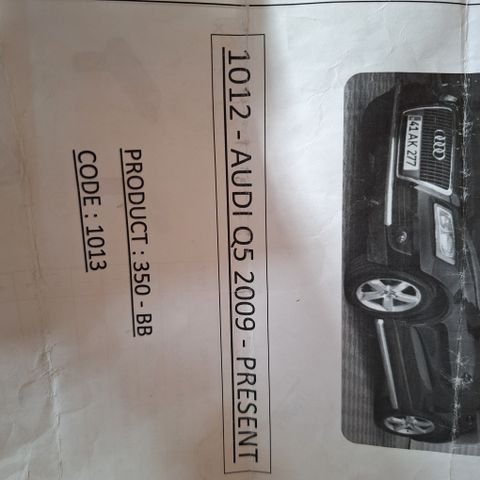 1012 - AUDI Q5 2009 - PRESENT
PRODUCT : 350 - BB
CODE : 1013
41 AK 277